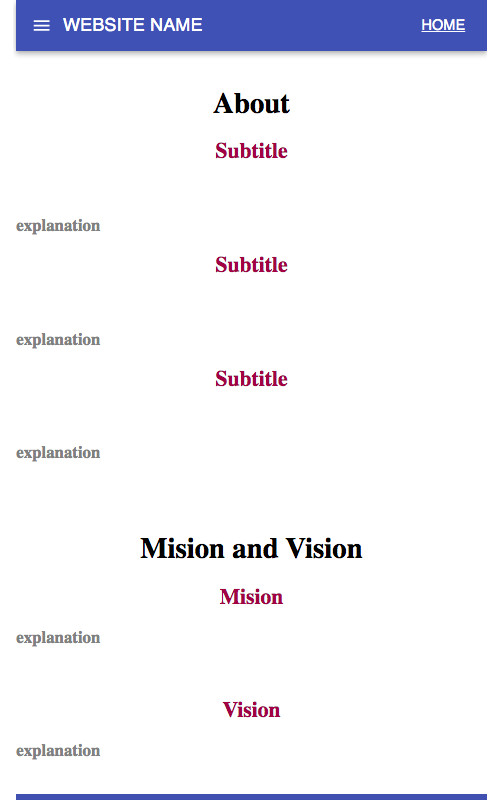 WEBSITE NAME HOME
About
Subtitle
explanation
Subtitle
explanation
Subtitle
explanation
Mision and Vision
Mision
explanation
Vision
explanation